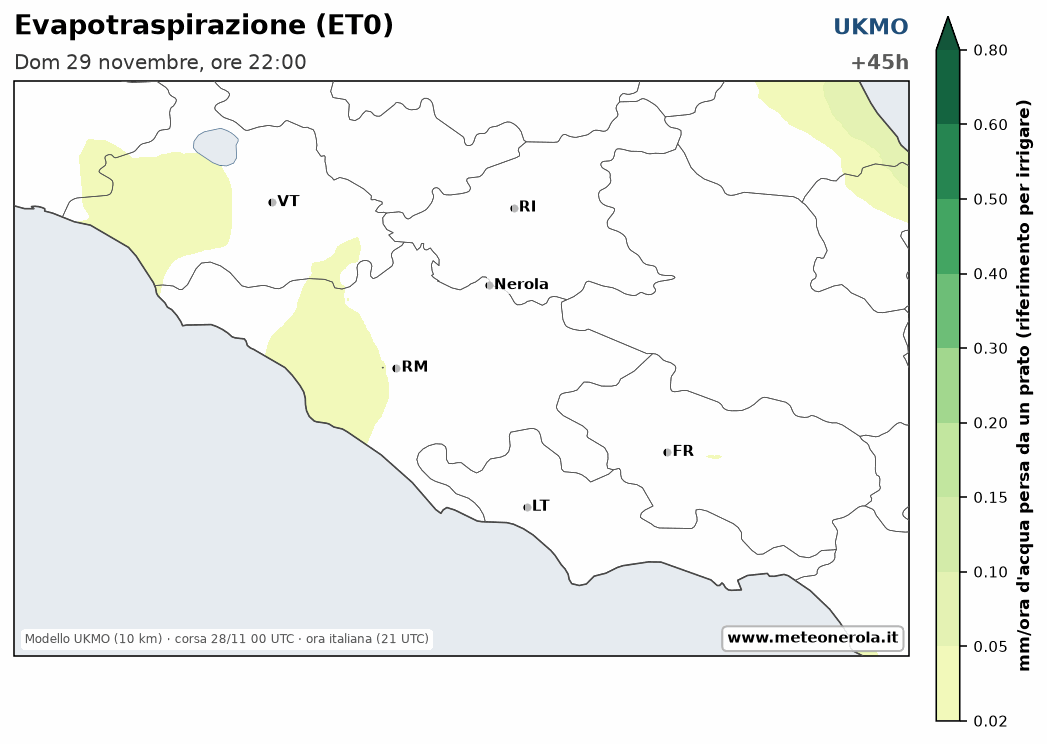 Evapotraspirazione (ET0)
UKMO
Dom 29 novembre, ore 22:00
+45h
VT
RI
Nerola
RM
FR
LT
Modello UKMO (10 km) · corsa 28/11 00 UTC · ora italiana (21 UTC)
www.meteonerola.it
0.80
0.60
0.50
0.40
0.30
0.20
0.15
0.10
0.05
0.02
mm/ora d'acqua persa da un prato (riferimento per irrigare)